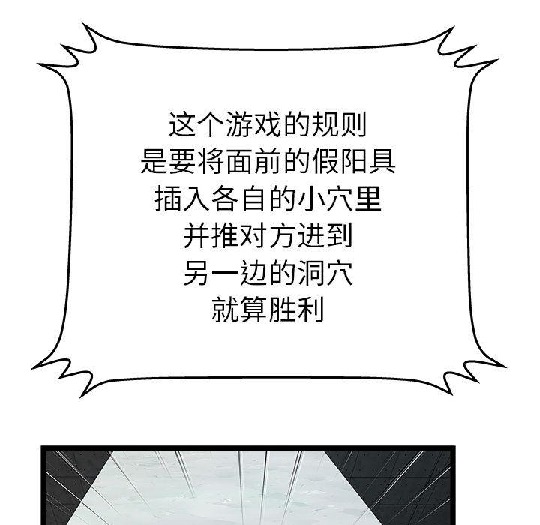 这个游戏的规则
是要将面前的假阳具
插入各自的小穴里
并推对方进到
另一边的洞穴
就算胜利